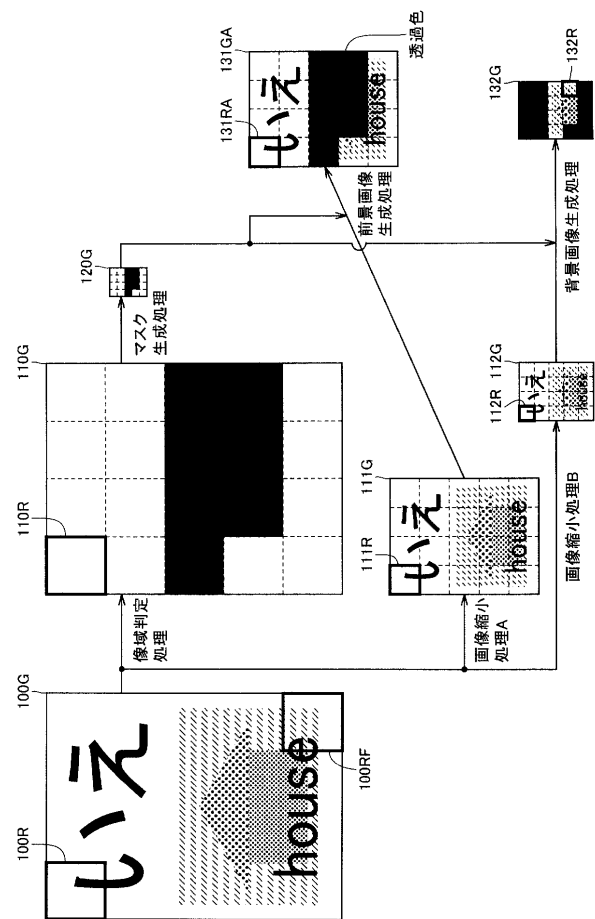 100G
100R
いえ
house
100RF
像域判定
処理
110G
110R
マスク
生成処理
120G
画像縮小
処理A
111G
111R
いえ
house
前景画像
生成処理
131GA
131RA
いえ
house
透過色
画像縮小処理B
112G
112R
いえ
house
背景画像生成処理
132G
132R